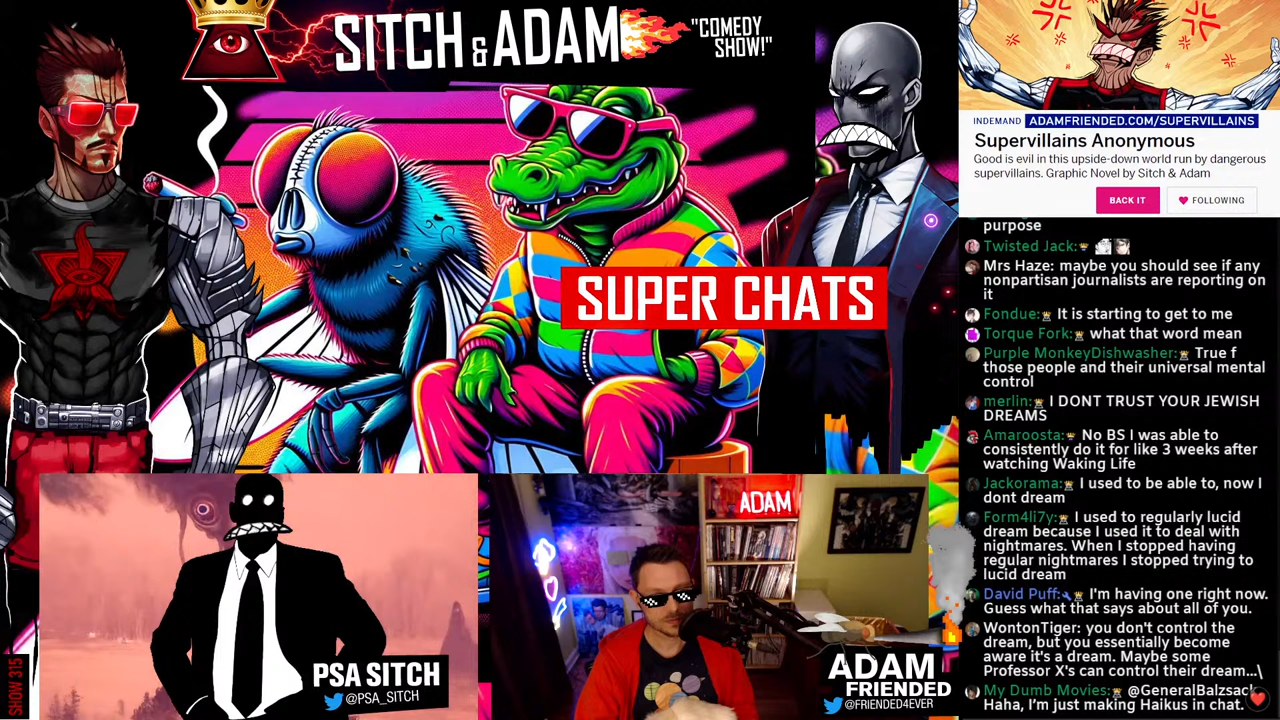 SITCH & ADAM
"COMEDY
SHOW!"
SUPER CHATS
SHOW 315
PSA SITCH
@PSA_SITCH
ADAM
ADAM
FRIENDED
@FRIENDED4EVER
INDEMAND ADAMFRIENDED.COM/SUPERVILLAINS
Supervillains Anonymous
Good is evil in this upside-down world run by dangerous
supervillains. Graphic Novel by Sitch & Adam
BACK IT
FOLLOWING
purpose
Twisted Jack:
Mrs Haze: maybe you should see if any
nonpartisan journalists are reporting on
it
Fondue: It is starting to get to me
Torque Fork: what that word mean
Purple MonkeyDishwasher: True f
those people and their universal mental
control
merlin: I DONT TRUST YOUR JEWISH
DREAMS
Amaroosta: No BS I was able to
consistently do it for like 3 weeks after
watching Waking Life
Jackorama: I used to be able to, now I
dont dream
Form4li7y: I used to regularly lucid
dream because I used it to deal with
nightmares. When I stopped having
regular nightmares I stopped trying to
lucid dream
David Puff: I'm having one right now.
Guess what that says about all of you.
WontonTiger: you don't control the
dream, but you essentially become
aware it's a dream. Maybe some
Professor X's can control their dream...\
My Dumb Movies: @GeneralBalzsack
Haha, I'm just making Haikus in chat.